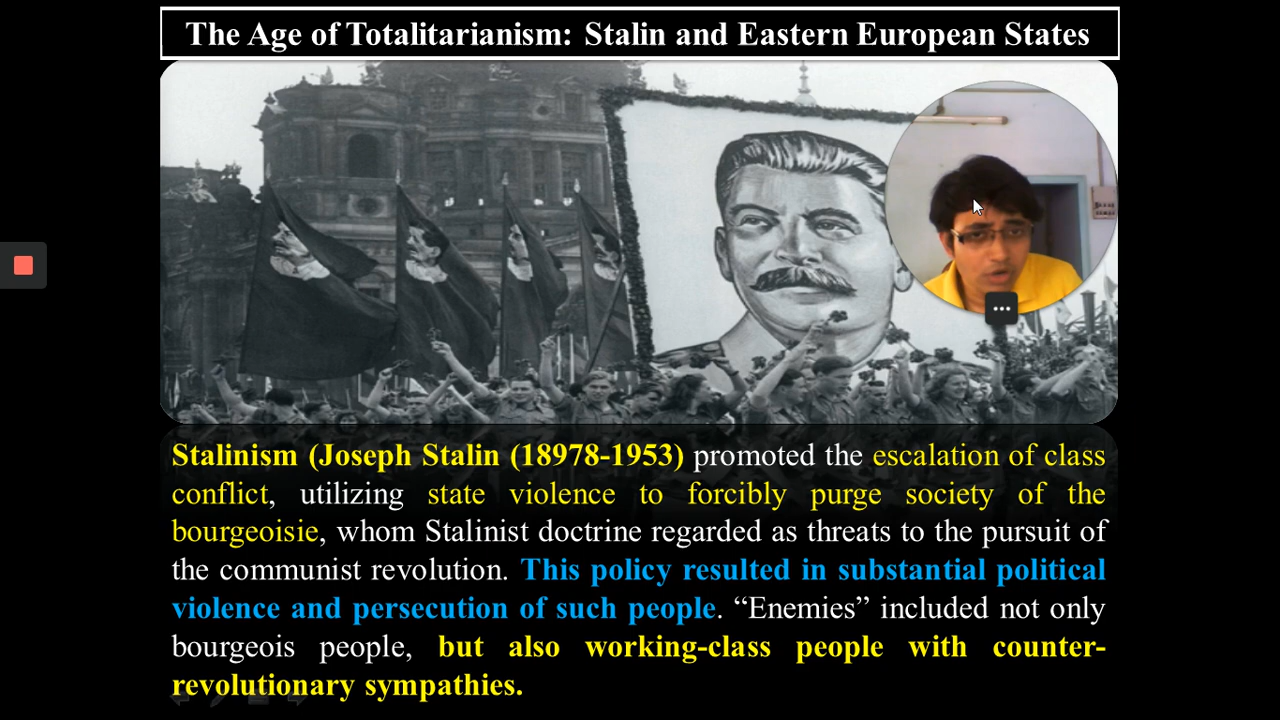 The Age of Totalitarianism: Stalin and Eastern European States
Stalinism (Joseph Stalin (18978-1953) promoted the escalation of class
conflict, utilizing state violence to forcibly purge society of the
bourgeoisie, whom Stalinist doctrine regarded as threats to the pursuit of
the communist revolution. This policy resulted in substantial political
violence and persecution of such people. “Enemies” included not only
bourgeois people, but also working-class people with counter-
revolutionary sympathies.